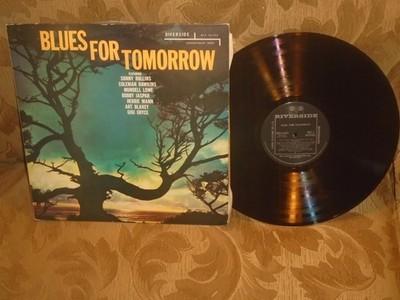 RIVERSIDE
BLUES FOR TOMORROW
FEATURING
SONNY ROLLINS
COLEMAN HAWKINS
MUNDELL LOWE
BOBBY JASPAR
HERBIE MANN
ART BLAKEY
GIGI GRYCE
RIVERSIDE